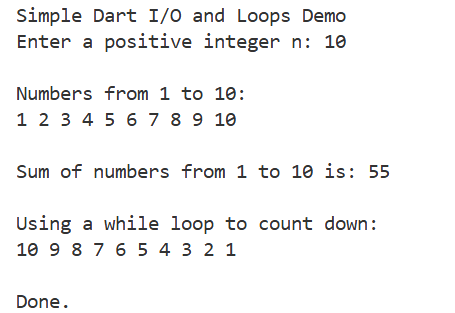 Simple Dart I/O and Loops Demo
Enter a positive integer n: 10
Numbers from 1 to 10:
1 2 3 4 5 6 7 8 9 10
Sum of numbers from 1 to 10 is: 55
Using a while loop to count down:
10 9 8 7 6 5 4 3 2 1
Done.